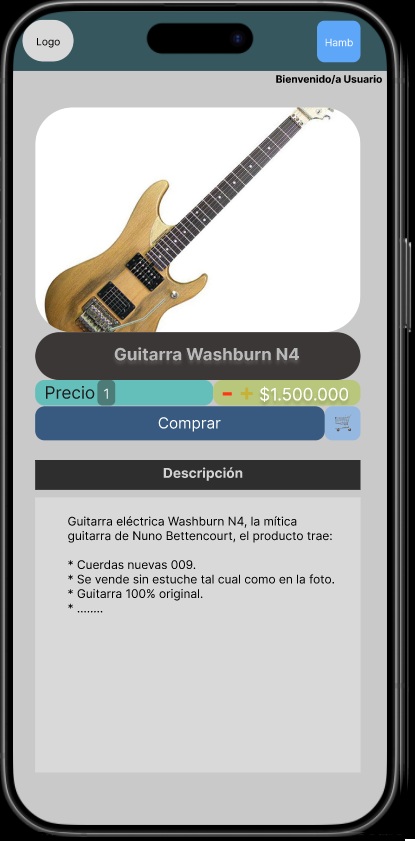 Logo
Hamb
Bienvenido/a Usuario
Guitarra Washburn N4
Precio 1 - + $1.500.000
Comprar
Descripción
Guitarra eléctrica Washburn N4, la mítica
guitarra de Nuno Bettencourt, el producto trae:
* Cuerdas nuevas 009.
* Se vende sin estuche tal cual como en la foto.
* Guitarra 100% original.
* ........